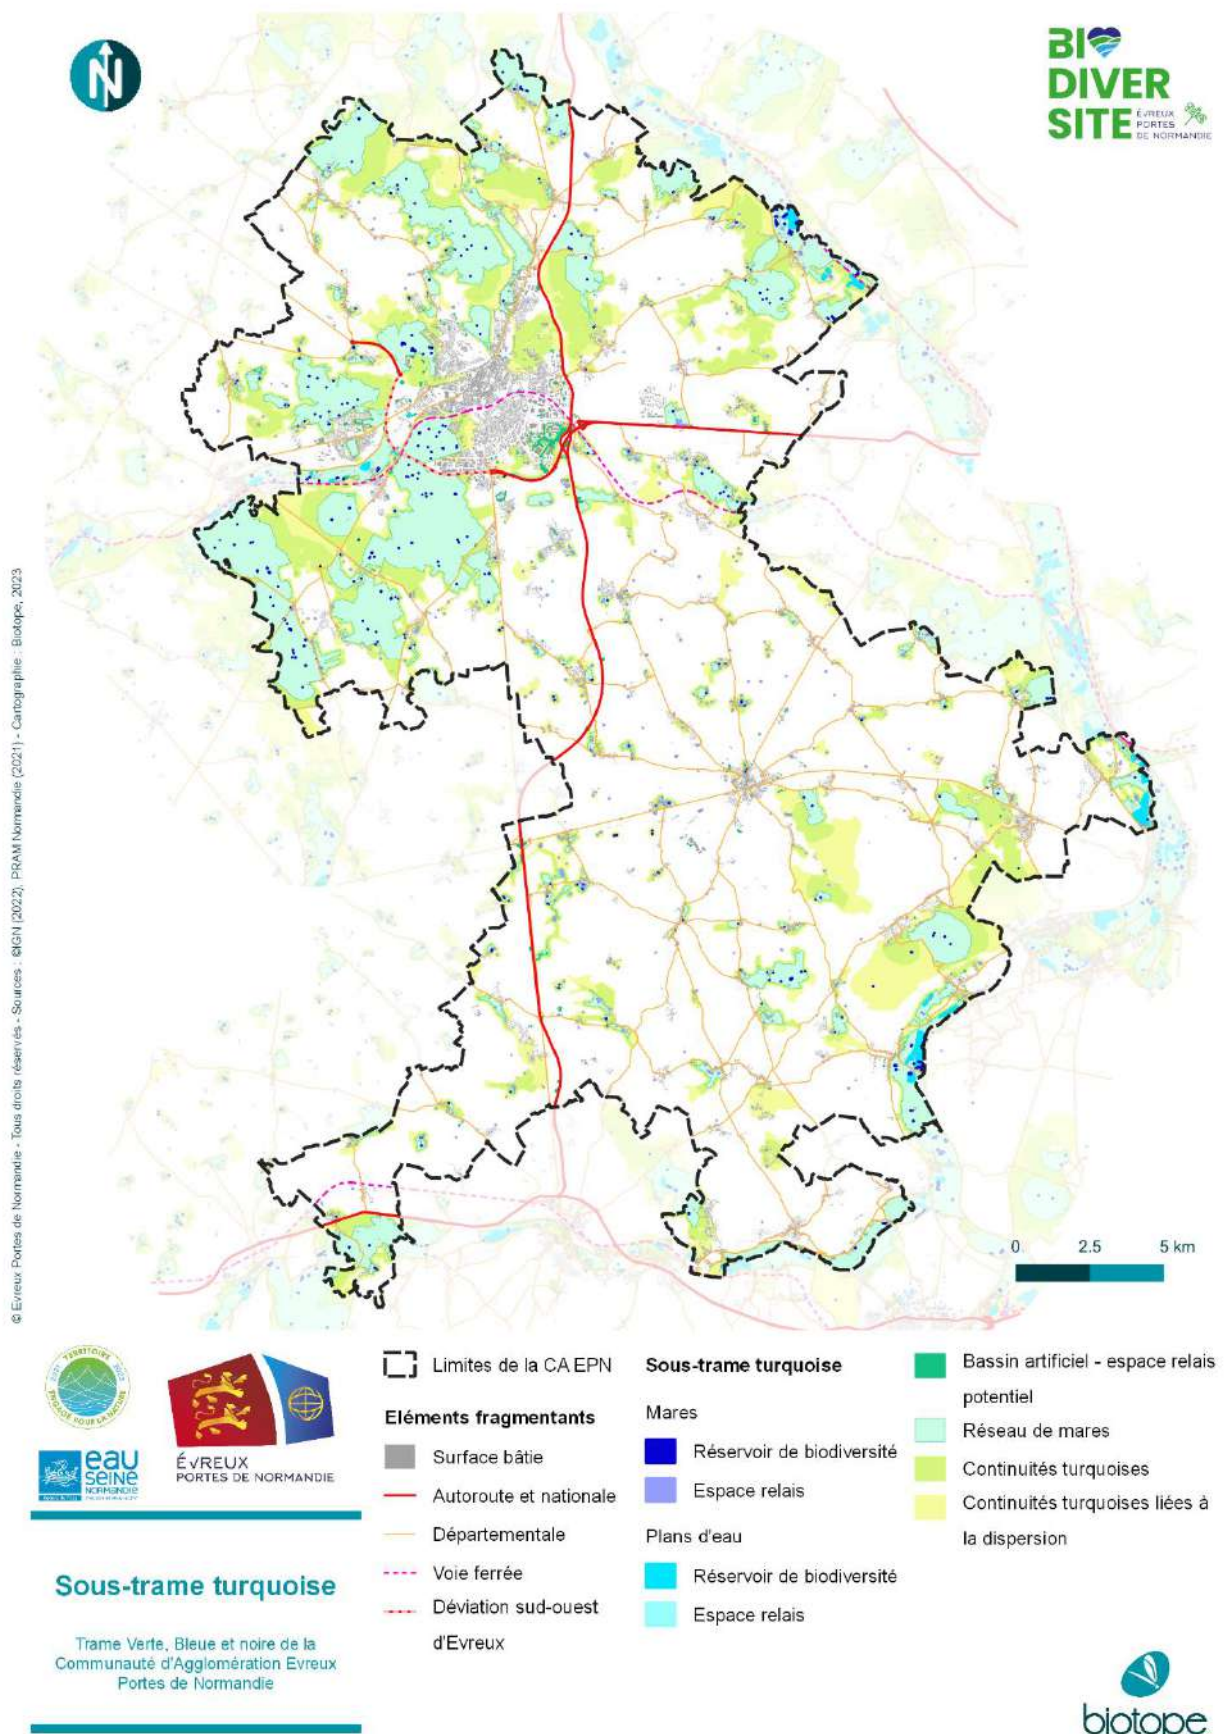 N
BI
DIVER
SITE
ÉVREUX
PORTES
DE NORMANDIE
© Evreux Portes de Normandie - Tous droits réservés - Sources : ©IGN (2022), PRAM Normandie (2021) - Cartographie : Biotope, 2023
0 2.5 5 km
TERRITOIRE
ENGAGÉ POUR LA NATURE
eau
SEINE
NORMANDIE
ÉVREUX
PORTES DE NORMANDIE
Sous-trame turquoise
Trame Verte, Bleue et noire de la
Communauté d'Agglomération Evreux
Portes de Normandie
Limites de la CA EPN
Eléments fragmentants
Surface bâtie
Autoroute et nationale
Départementale
Voie ferrée
Déviation sud-ouest
d'Evreux
Sous-trame turquoise
Mares
Réservoir de biodiversité
Espace relais
Plans d'eau
Réservoir de biodiversité
Espace relais
Bassin artificiel - espace relais
potentiel
Réseau de mares
Continuités turquoises
Continuités turquoises liées à
la dispersion
biotope